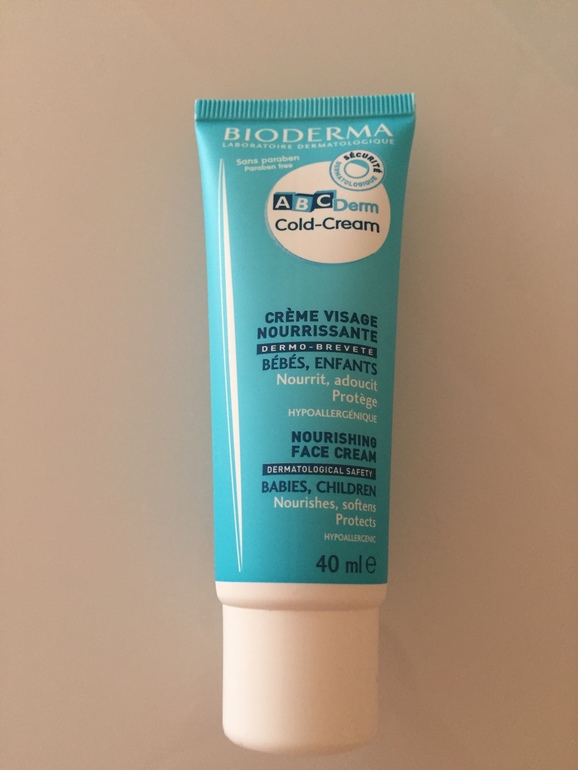 BIODERMA
LABORATOIRE DERMATOLOGIQUE
Sans paraben
Paraben free
SÉCURITÉ
DERMATOLOGIQUE
ABCDerm
Cold-Cream
CRÈME VISAGE
NOURRISSANTE
DERMO-BREVETÉ
BÉBÉS, ENFANTS
Nourrit, adoucit
Protège
HYPOALLERGÉNIQUE
NOURISHING
FACE CREAM
DERMATOLOGICAL SAFETY
BABIES, CHILDREN
Nourishes, softens
Protects
HYPOALLERGENIC
40 ml e